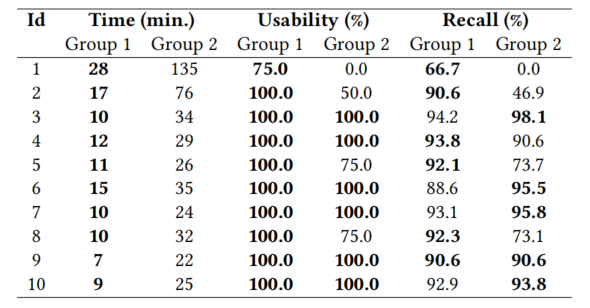 Id Time (min.) Usability (%) Recall (%)
Group 1 Group 2 Group 1 Group 2 Group 1 Group 2
1 28 135 75.0 0.0 66.7 0.0
2 17 76 100.0 50.0 90.6 46.9
3 10 34 100.0 100.0 94.2 98.1
4 12 29 100.0 100.0 93.8 90.6
5 11 26 100.0 75.0 92.1 73.7
6 15 35 100.0 100.0 88.6 95.5
7 10 24 100.0 100.0 93.1 95.8
8 10 32 100.0 75.0 92.3 73.1
9 7 22 100.0 100.0 90.6 90.6
10 9 25 100.0 100.0 92.9 93.8